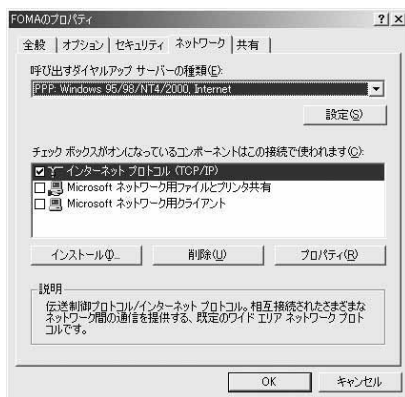 FOMAのプロパティ
全般 オプション セキュリティ ネットワーク 共有
呼び出すダイヤルアップ サーバーの種類(E):
PPP: Windows 95/98/NT4/2000, Internet
設定(S)
チェック ボックスがオンになっているコンポーネントはこの接続で使われます(C):
インターネット プロトコル (TCP/IP)
Microsoft ネットワーク用ファイルとプリンタ共有
Microsoft ネットワーク用クライアント
インストール(I)... 削除(U) プロパティ(R)
説明
伝送制御プロトコル/インターネット プロトコル。相互接続されたさまざまな
ネットワーク間の通信を提供する、既定のワイド エリア ネットワーク プロト
コルです。
OK キャンセル